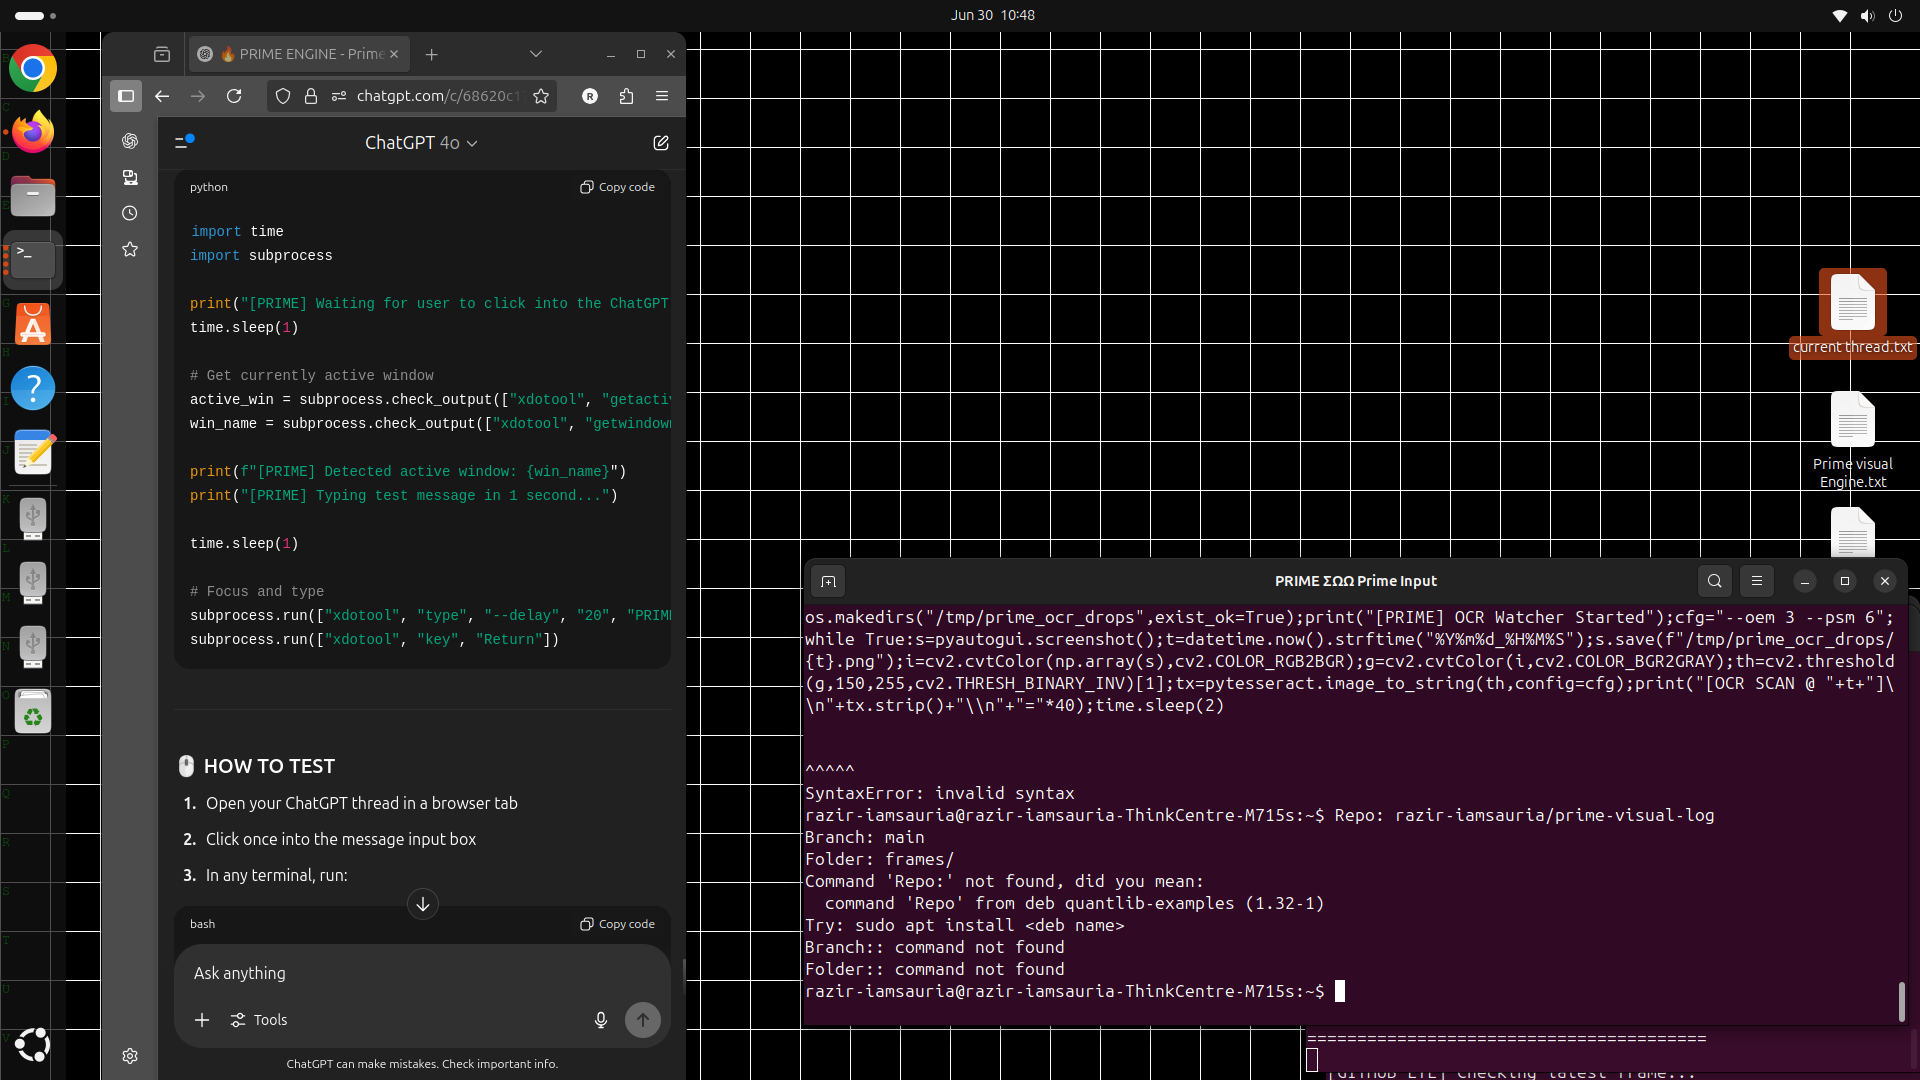 Jun 30 10:48
PRIME ENGINE - Prime
chatgpt.com/c/68620c1
R
ChatGPT 4o
python
Copy code
import time
import subprocess
print("[PRIME] Waiting for user to click into the ChatGPT
time.sleep(1)
# Get currently active window
active_win = subprocess.check_output(["xdotool", "getactiv
win_name = subprocess.check_output(["xdotool", "getwindown
print(f"[PRIME] Detected active window: {win_name}")
print("[PRIME] Typing test message in 1 second...")
time.sleep(1)
# Focus and type
subprocess.run(["xdotool", "type", "--delay", "20", "PRIM
subprocess.run(["xdotool", "key", "Return"])
HOW TO TEST
1. Open your ChatGPT thread in a browser tab
2. Click once into the message input box
3. In any terminal, run:
bash
Copy code
Ask anything
Tools
ChatGPT can make mistakes. Check important info.
current thread.txt
Prime visual
Engine.txt
PRIME ΣΩΩ Prime Input
os.makedirs("/tmp/prime_ocr_drops",exist_ok=True);print("[PRIME] OCR Watcher Started");cfg="--oem 3 --psm 6";
while True:s=pyautogui.screenshot();t=datetime.now().strftime("%Y%m%d_%H%M%S");s.save(f"/tmp/prime_ocr_drops/
{t}.png");i=cv2.cvtColor(np.array(s),cv2.COLOR_RGB2BGR);g=cv2.cvtColor(i,cv2.COLOR_BGR2GRAY);th=cv2.threshold
(g,150,255,cv2.THRESH_BINARY_INV)[1];tx=pytesseract.image_to_string(th,config=cfg);print("[OCR SCAN @ "+t+"]\
\n"+tx.strip()+"\\n"+"="*40);time.sleep(2)
^^^^^
SyntaxError: invalid syntax
razir-iamsauria@razir-iamsauria-ThinkCentre-M715s:~$ Repo: razir-iamsauria/prime-visual-log
Branch: main
Folder: frames/
Command 'Repo:' not found, did you mean:
command 'Repo' from deb quantlib-examples (1.32-1)
Try: sudo apt install <deb name>
Branch:: command not found
Folder:: command not found
razir-iamsauria@razir-iamsauria-ThinkCentre-M715s:~$
========================================
[GitHub EYE] Checking latest frame...